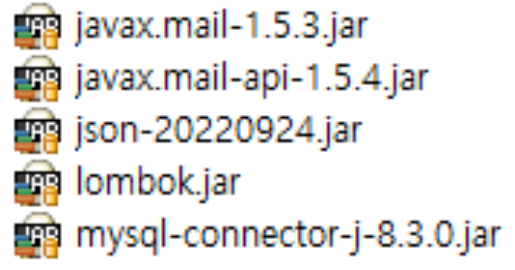 javax.mail-1.5.3.jar
javax.mail-api-1.5.4.jar
json-20220924.jar
lombok.jar
mysql-connector-j-8.3.0.jar